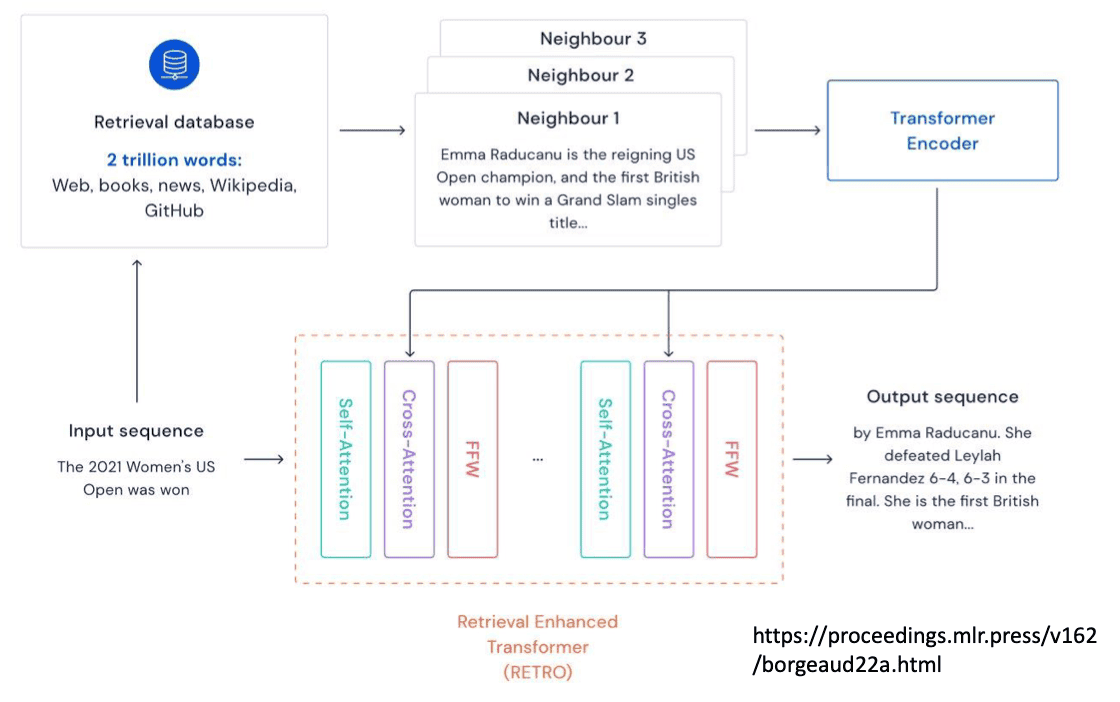 Retrieval database
2 trillion words:
Web, books, news, Wikipedia,
GitHub
Neighbour 3
Neighbour 2
Neighbour 1
Emma Raducanu is the reigning US
Open champion, and the first British
woman to win a Grand Slam singles
title...
Transformer
Encoder
Input sequence
The 2021 Women's US
Open was won
Self-Attention
Cross-Attention
FFW
...
Self-Attention
Cross-Attention
FFW
Output sequence
by Emma Raducanu. She
defeated Leylah
Fernandez 6-4, 6-3 in the
final. She is the first British
woman...
Retrieval Enhanced
Transformer
(RETRO)
https://proceedings.mlr.press/v162
/borgeaud22a.html